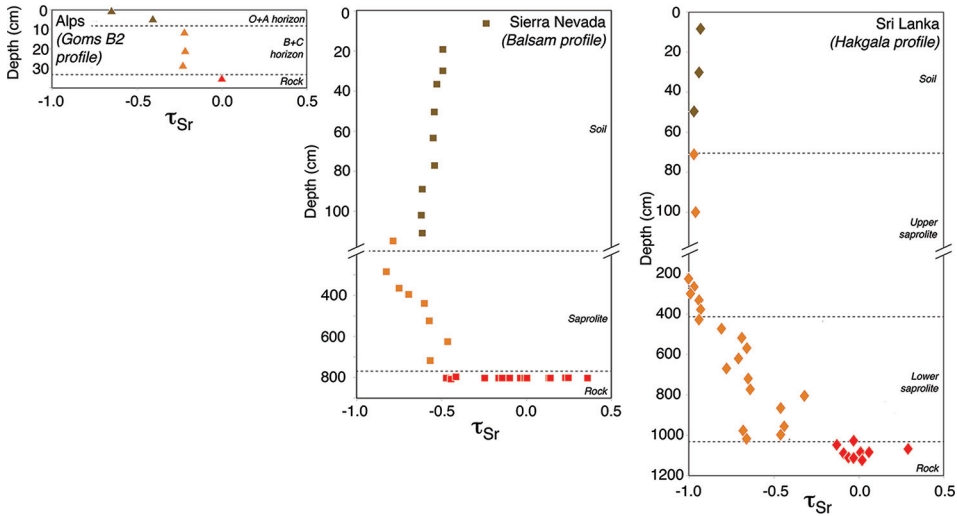 Alps
(Goms B2
profile)
O+A horizon
B+C
horizon
Rock
Depth (cm)
0
10
20
30
-1.0
-0.5
0.0
0.5
τSr
Sierra Nevada
(Balsam profile)
Soil
Saprolite
Rock
Depth (cm)
0
20
40
60
80
100
400
600
800
-1.0
-0.5
0.0
0.5
τSr
Sri Lanka
(Hakgala profile)
Soil
Upper
saprolite
Lower
saprolite
Rock
Depth (cm)
0
20
40
60
80
100
200
400
600
800
1000
1200
-1.0
-0.5
0.0
0.5
τSr